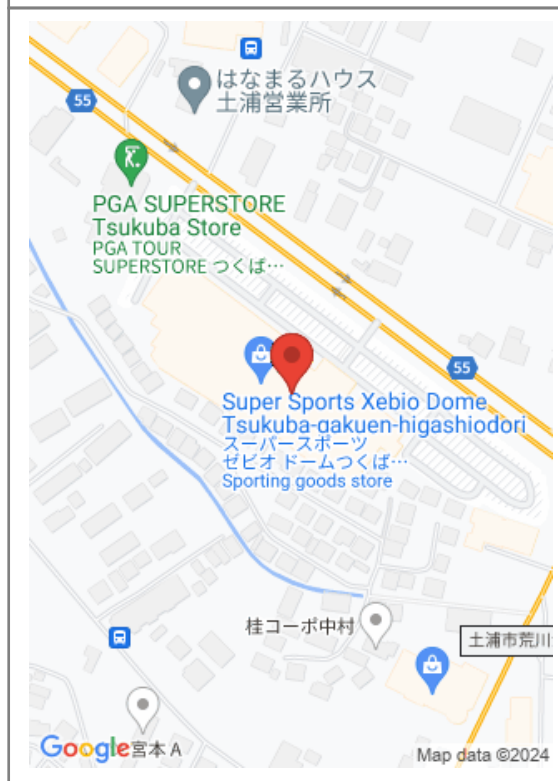 はなまるハウス
土浦営業所
55
PGA SUPERSTORE
Tsukuba Store
PGA TOUR
SUPERSTORE つくば…
55
Super Sports Xebio Dome
Tsukuba-gakuen-higashiodori
スーパースポーツ
ゼビオ ドームつくば…
Sporting goods store
桂コーポ中村
土浦市荒川
Google
宮本 A
Map data ©2024